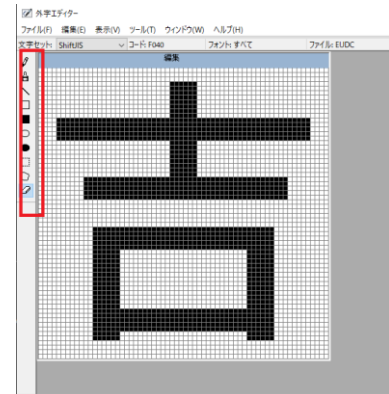 外字エディター
ファイル(F) 編集(E) 表示(V) ツール(T) ウィンドウ(W) ヘルプ(H)
文字セット: ShiftJIS コード: F040 フォント: すべて ファイル: EUDC
編集
吉